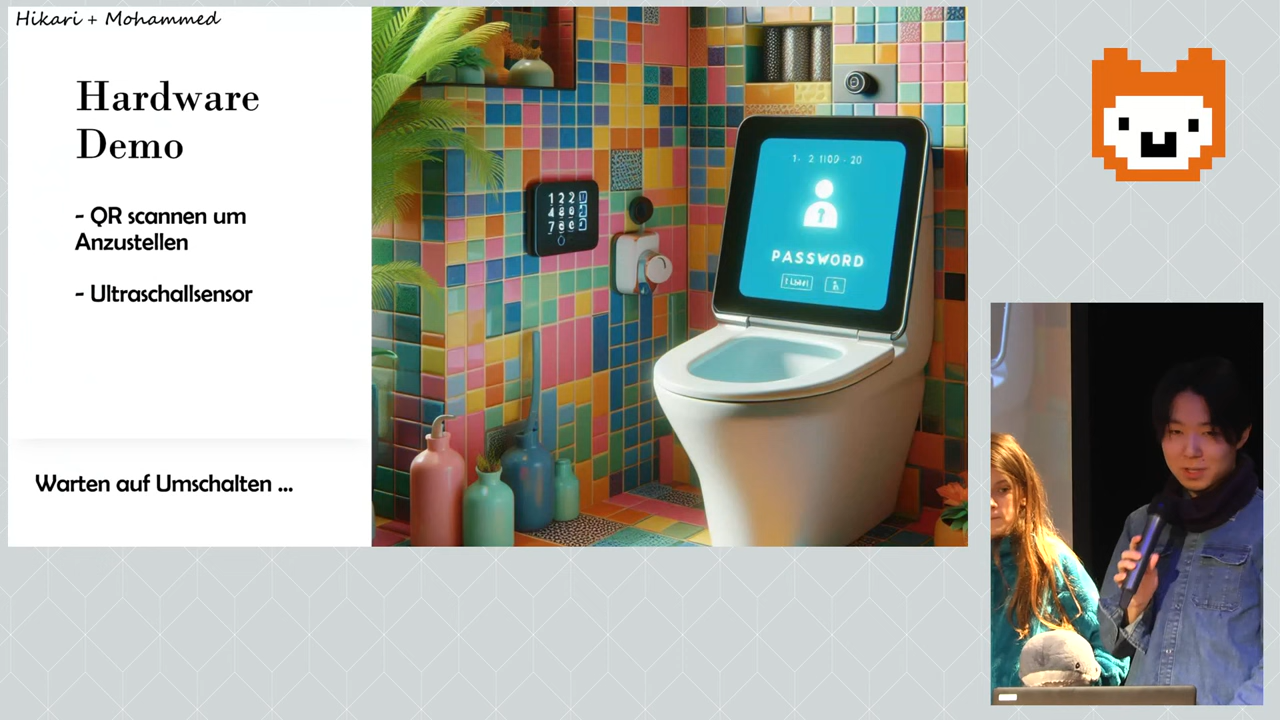 Hikari + Mohammed
Hardware
Demo
- QR scannen um
Anzustellen
- Ultraschallsensor
Warten auf Umschalten ...
PASSWORD